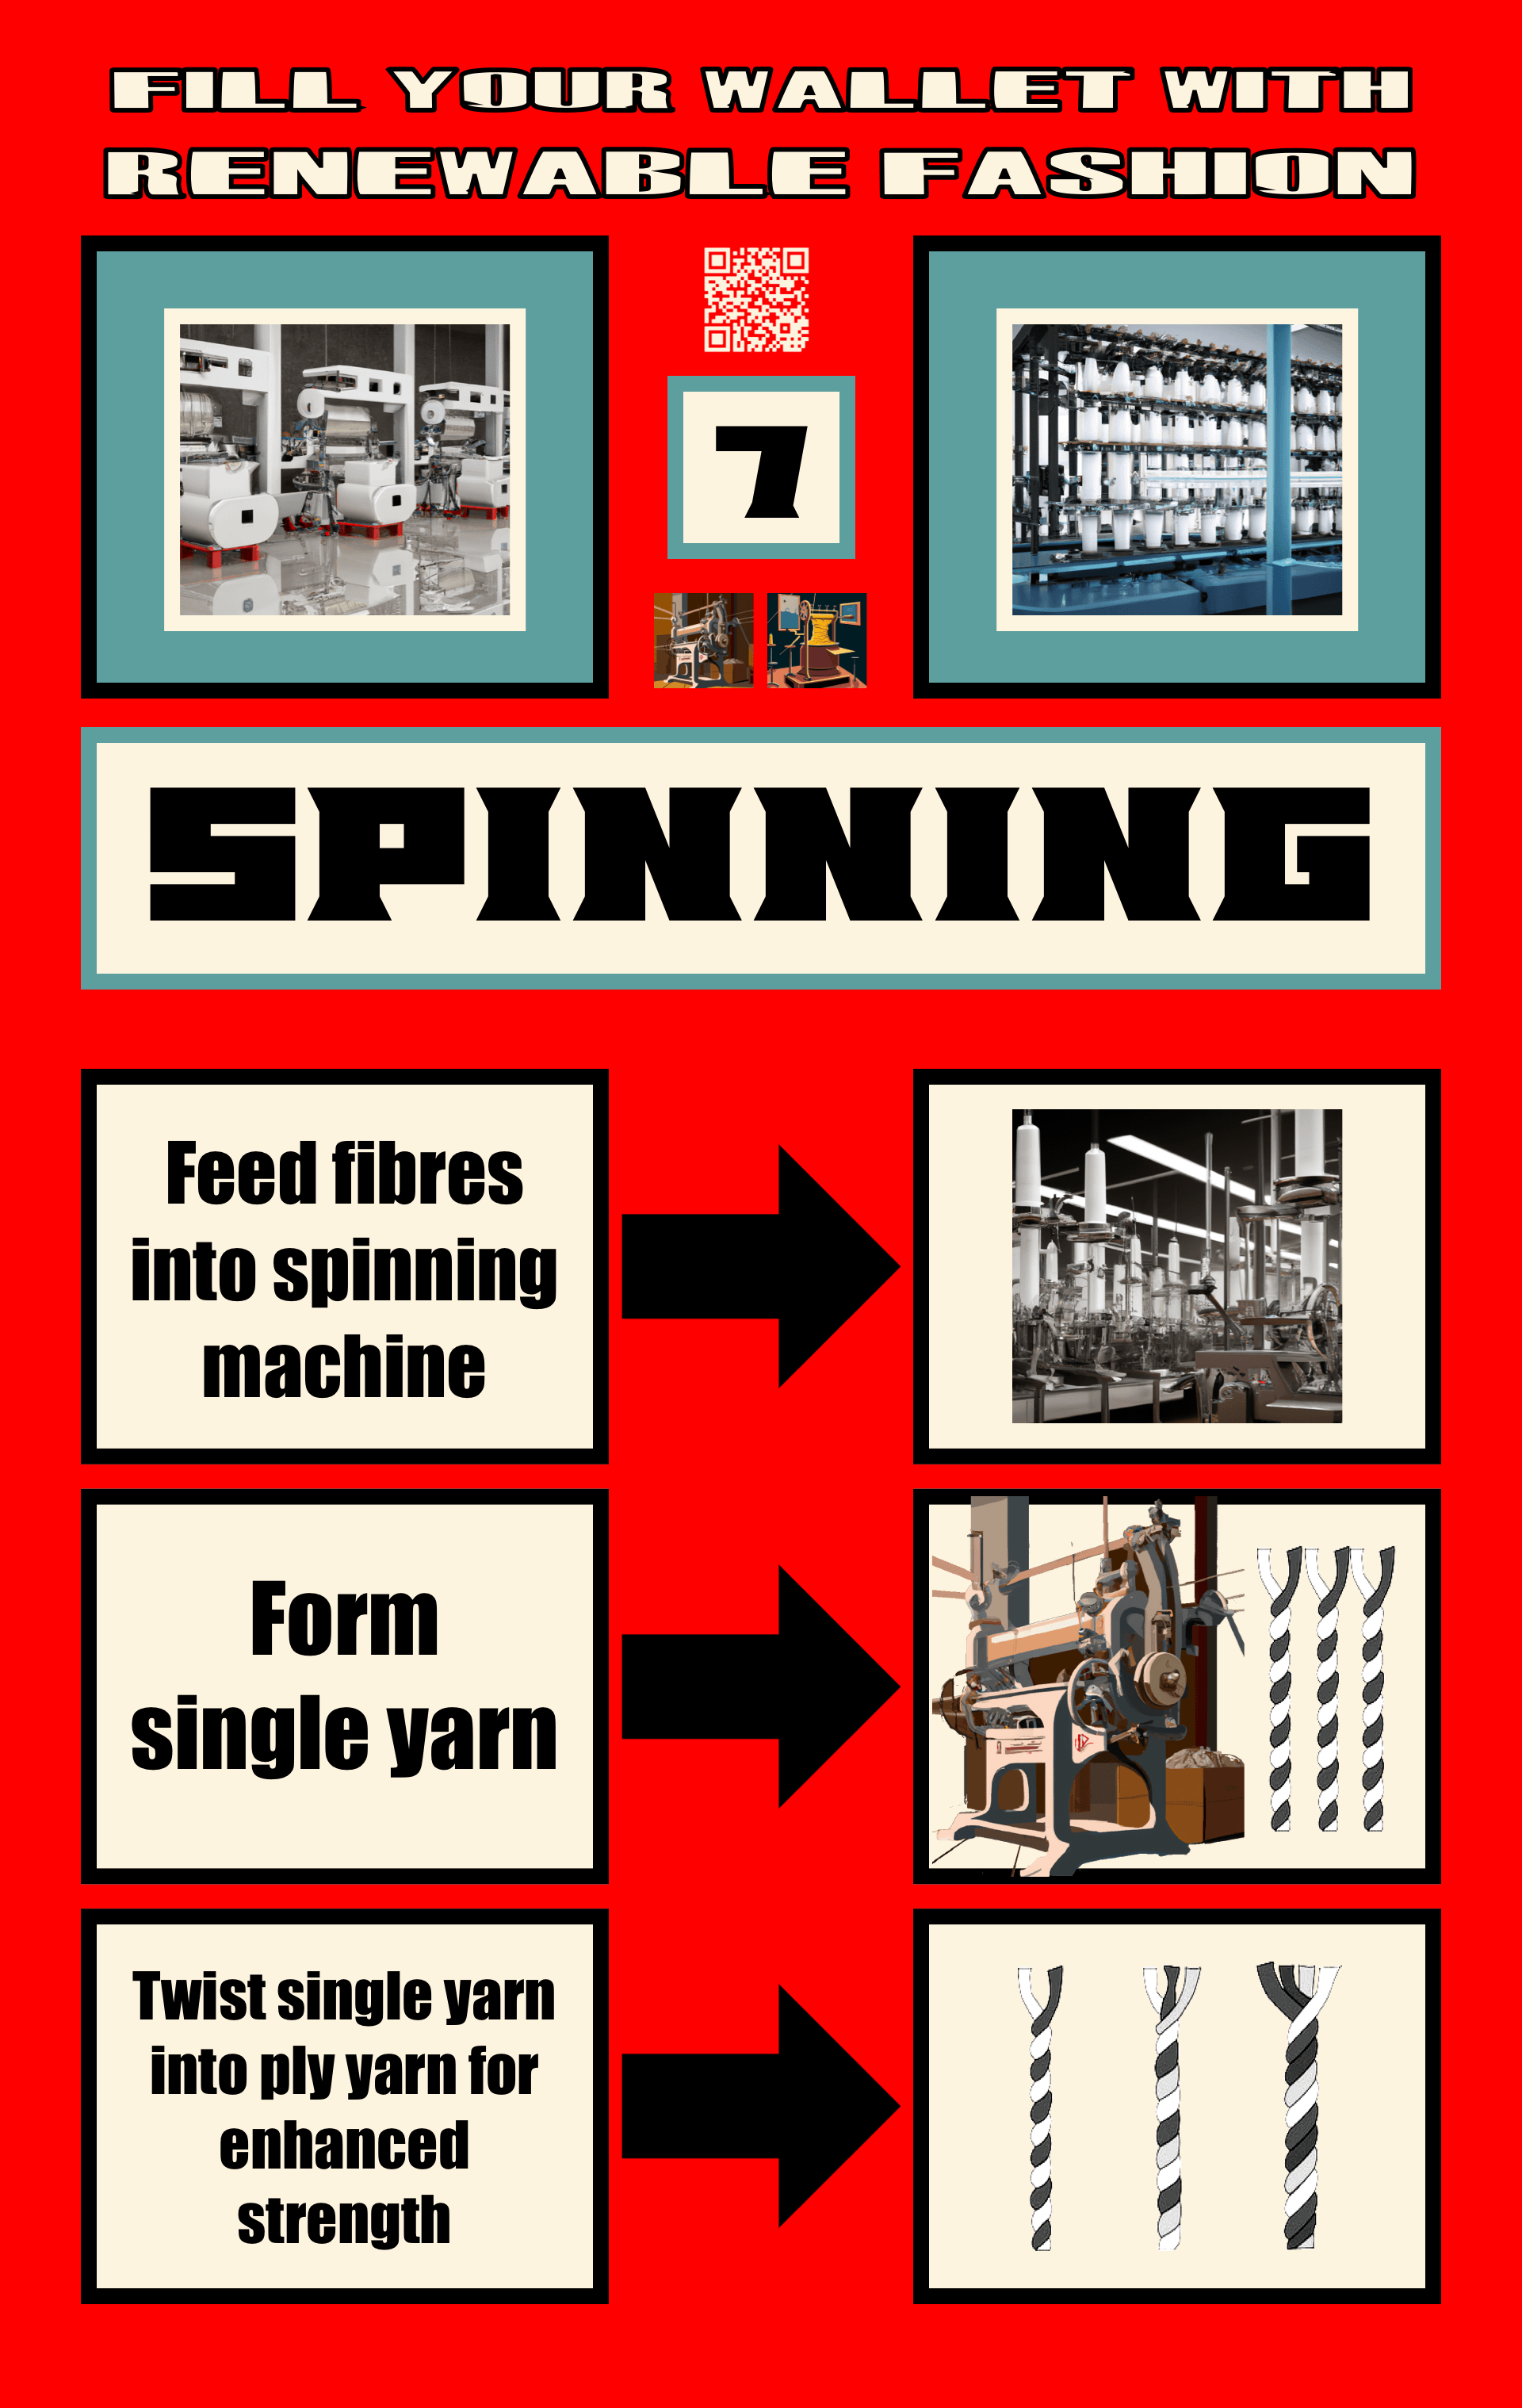 FILL YOUR WALLET WITH
RENEWABLE FASHION
7
SPINNING
Feed fibres
into spinning
machine
Form
single yarn
Twist single yarn
into ply yarn for
enhanced
strength